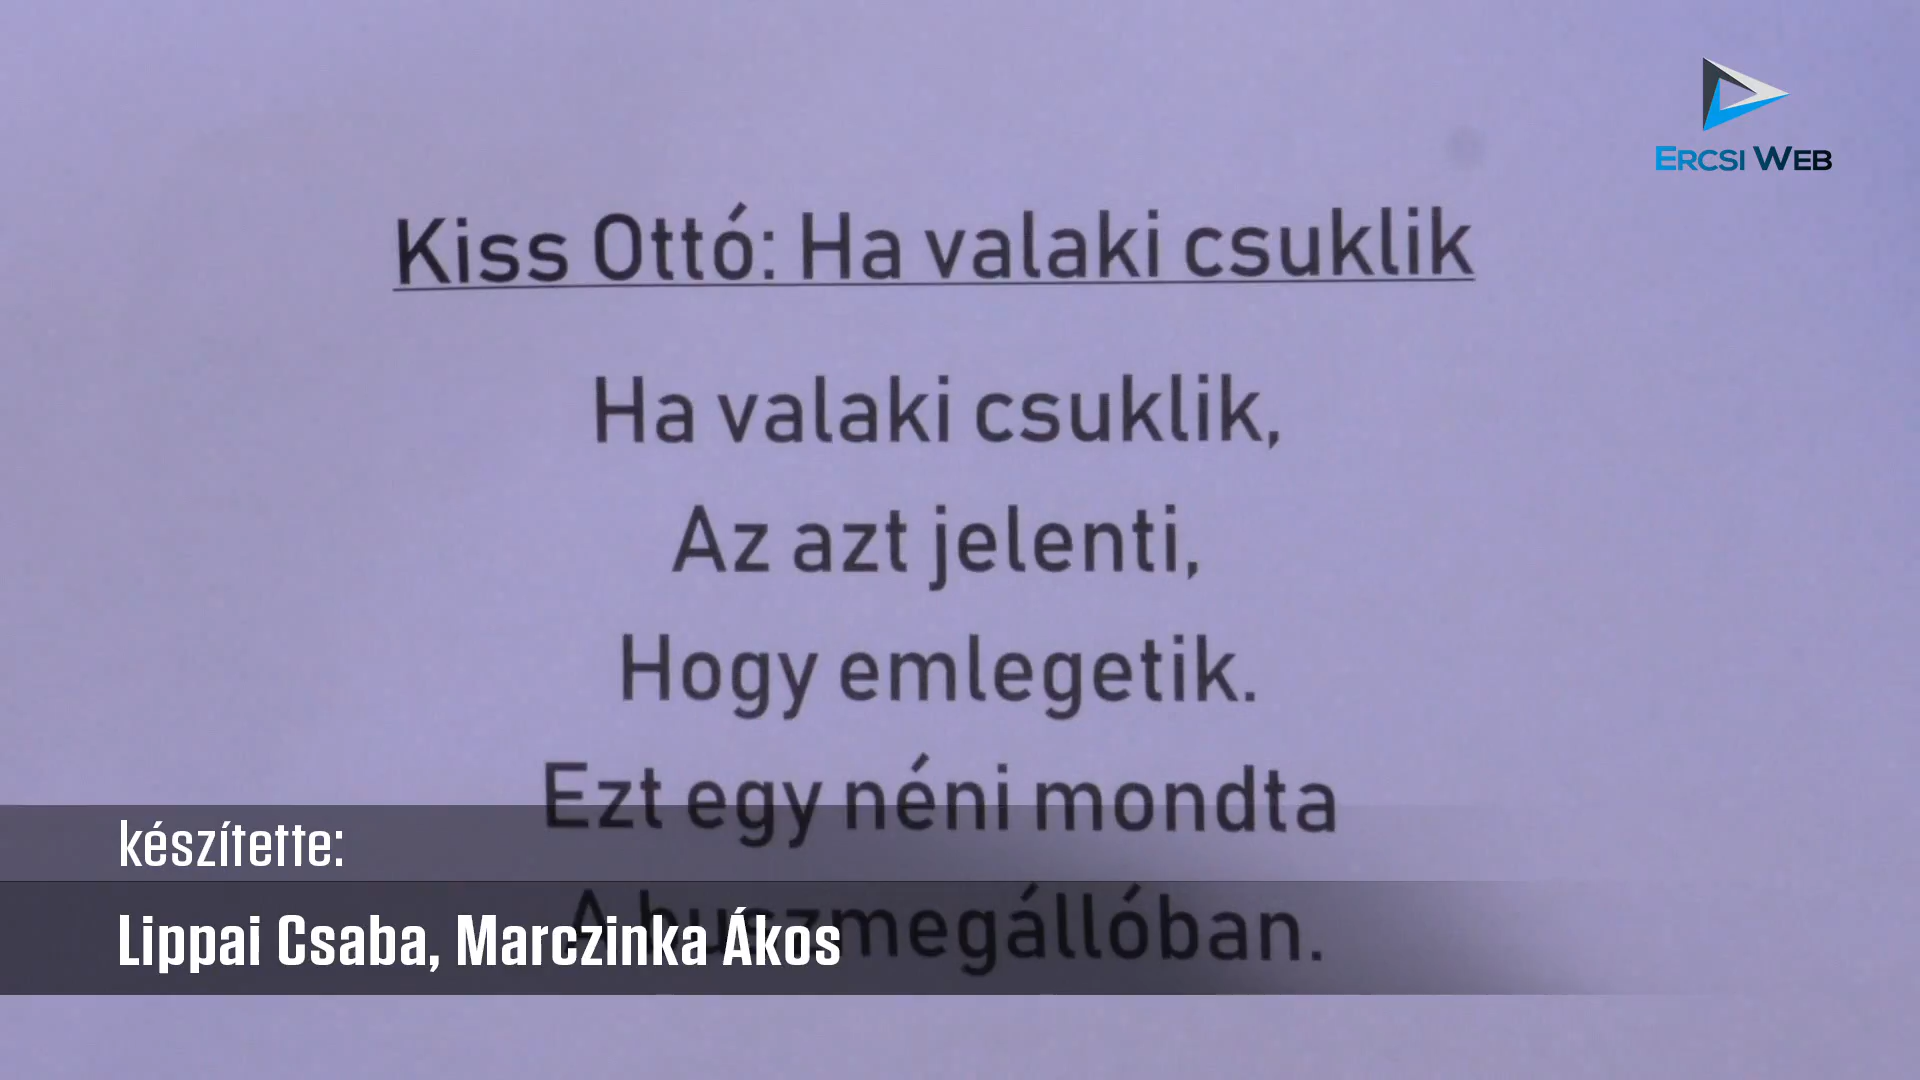 ERCSI WEB
Kiss Ottó: Ha valaki csuklik
Ha valaki csuklik,
Az azt jelenti,
Hogy emlegetik.
Ezt egy néni mondta
A buszmegállóban.
készítette:
Lippai Csaba, Marczinka Ákos